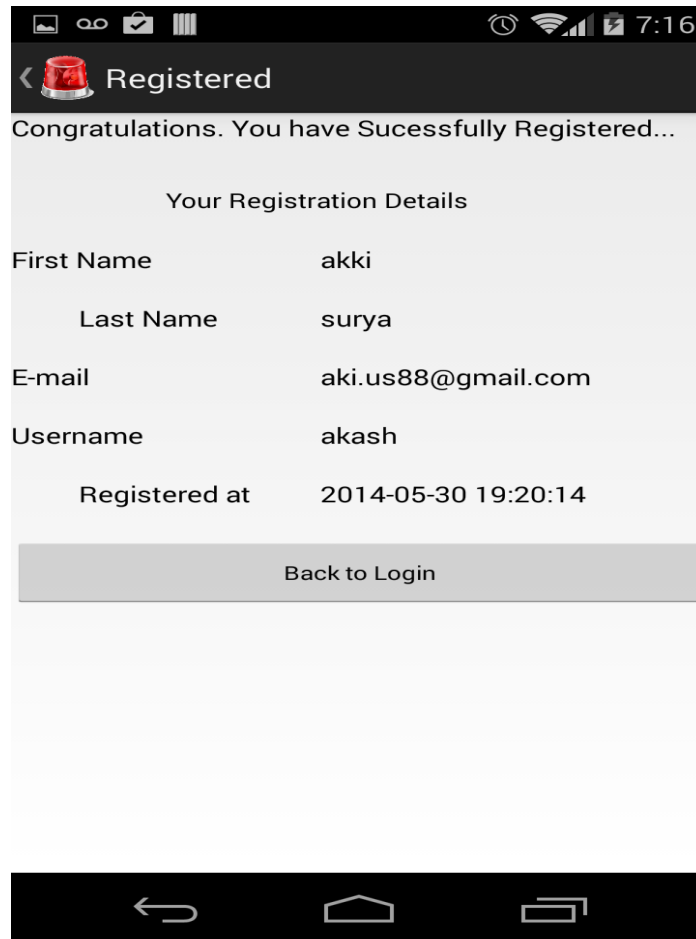 7:16
Registered
Congratulations. You have Sucessfully Registered...
Your Registration Details
First Name akki
Last Name surya
E-mail aki.us88@gmail.com
Username akash
Registered at 2014-05-30 19:20:14
Back to Login